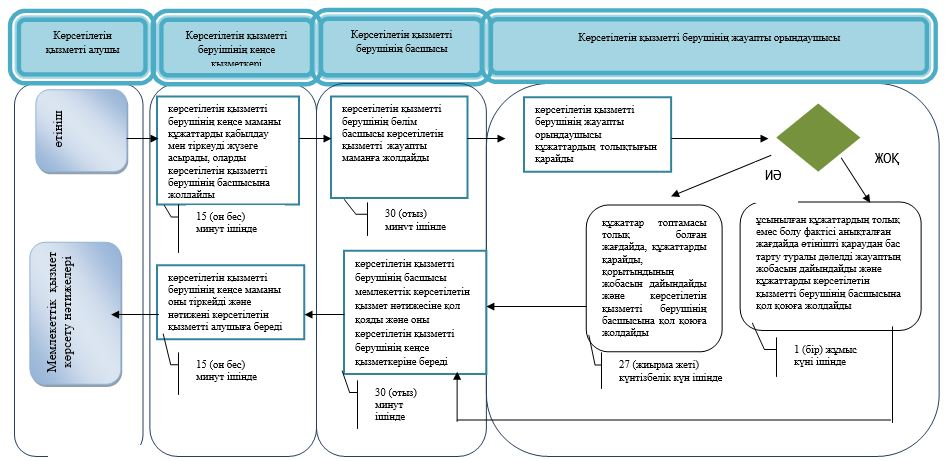 Көрсетілетін
қызметті алушы
Көрсетілетін қызметті
берушінің кеңсе
қызметкері
Көрсетілетін қызметті
берушінің басшысы
Көрсетілетін қызметті берушінің жауапты орындаушысы
өтініш
көрсетілетін қызметті
берушінің кеңсе маманы
құжаттарды қабылдау
мен тіркеуді жүзеге
асырады, оларды
көрсетілетін қызметті
берушінің басшысына
жолдайды
15 (он бес)
минут ішінде
көрсетілетін қызметті
берушінің бөлім
басшысы көрсетілетін
қызметті жауапты
маманға жолдайды
30 (отыз)
минут ішінде
көрсетілетін қызметті
берушінің жауапты
орындаушысы
құжаттардың толықтығын
қарайды
ИӘ
ЖОҚ
құжаттар топтамасы
толық болған
жағдайда, құжаттарды
қарайды,
қорытындының
жобасын дайындайды
және көрсетілетін
қызметті берушінің
басшысына қол қоюға
жолдайды
27 (жиырма жеті)
күнтізбелік күн ішінде
ұсынылған құжаттардың толық
емес болу фактісі анықталған
жағдайда өтінішті қараудан бас
тарту туралы дәлелді жауаптың
жобасын дайындайды және
құжаттарды көрсетілетін
қызметті берушінің басшысына
қол қоюға жолдайды
1 (бір) жұмыс
күні ішінде
көрсетілетін қызметті
берушінің басшысы
мемлекеттік көрсетілетін
қызмет нәтижесіне қол
қояды және оны
көрсетілетін қызметті
берушінің кеңсе
қызметкеріне береді
30 (отыз)
минут
ішінде
көрсетілетін қызметті
берушінің кеңсе маманы
оны тіркейді және
нәтижені көрсетілетін
қызметті алушыға береді
15 (он бес)
минут ішінде
Мемлекеттік қызмет
көрсету нәтижелері